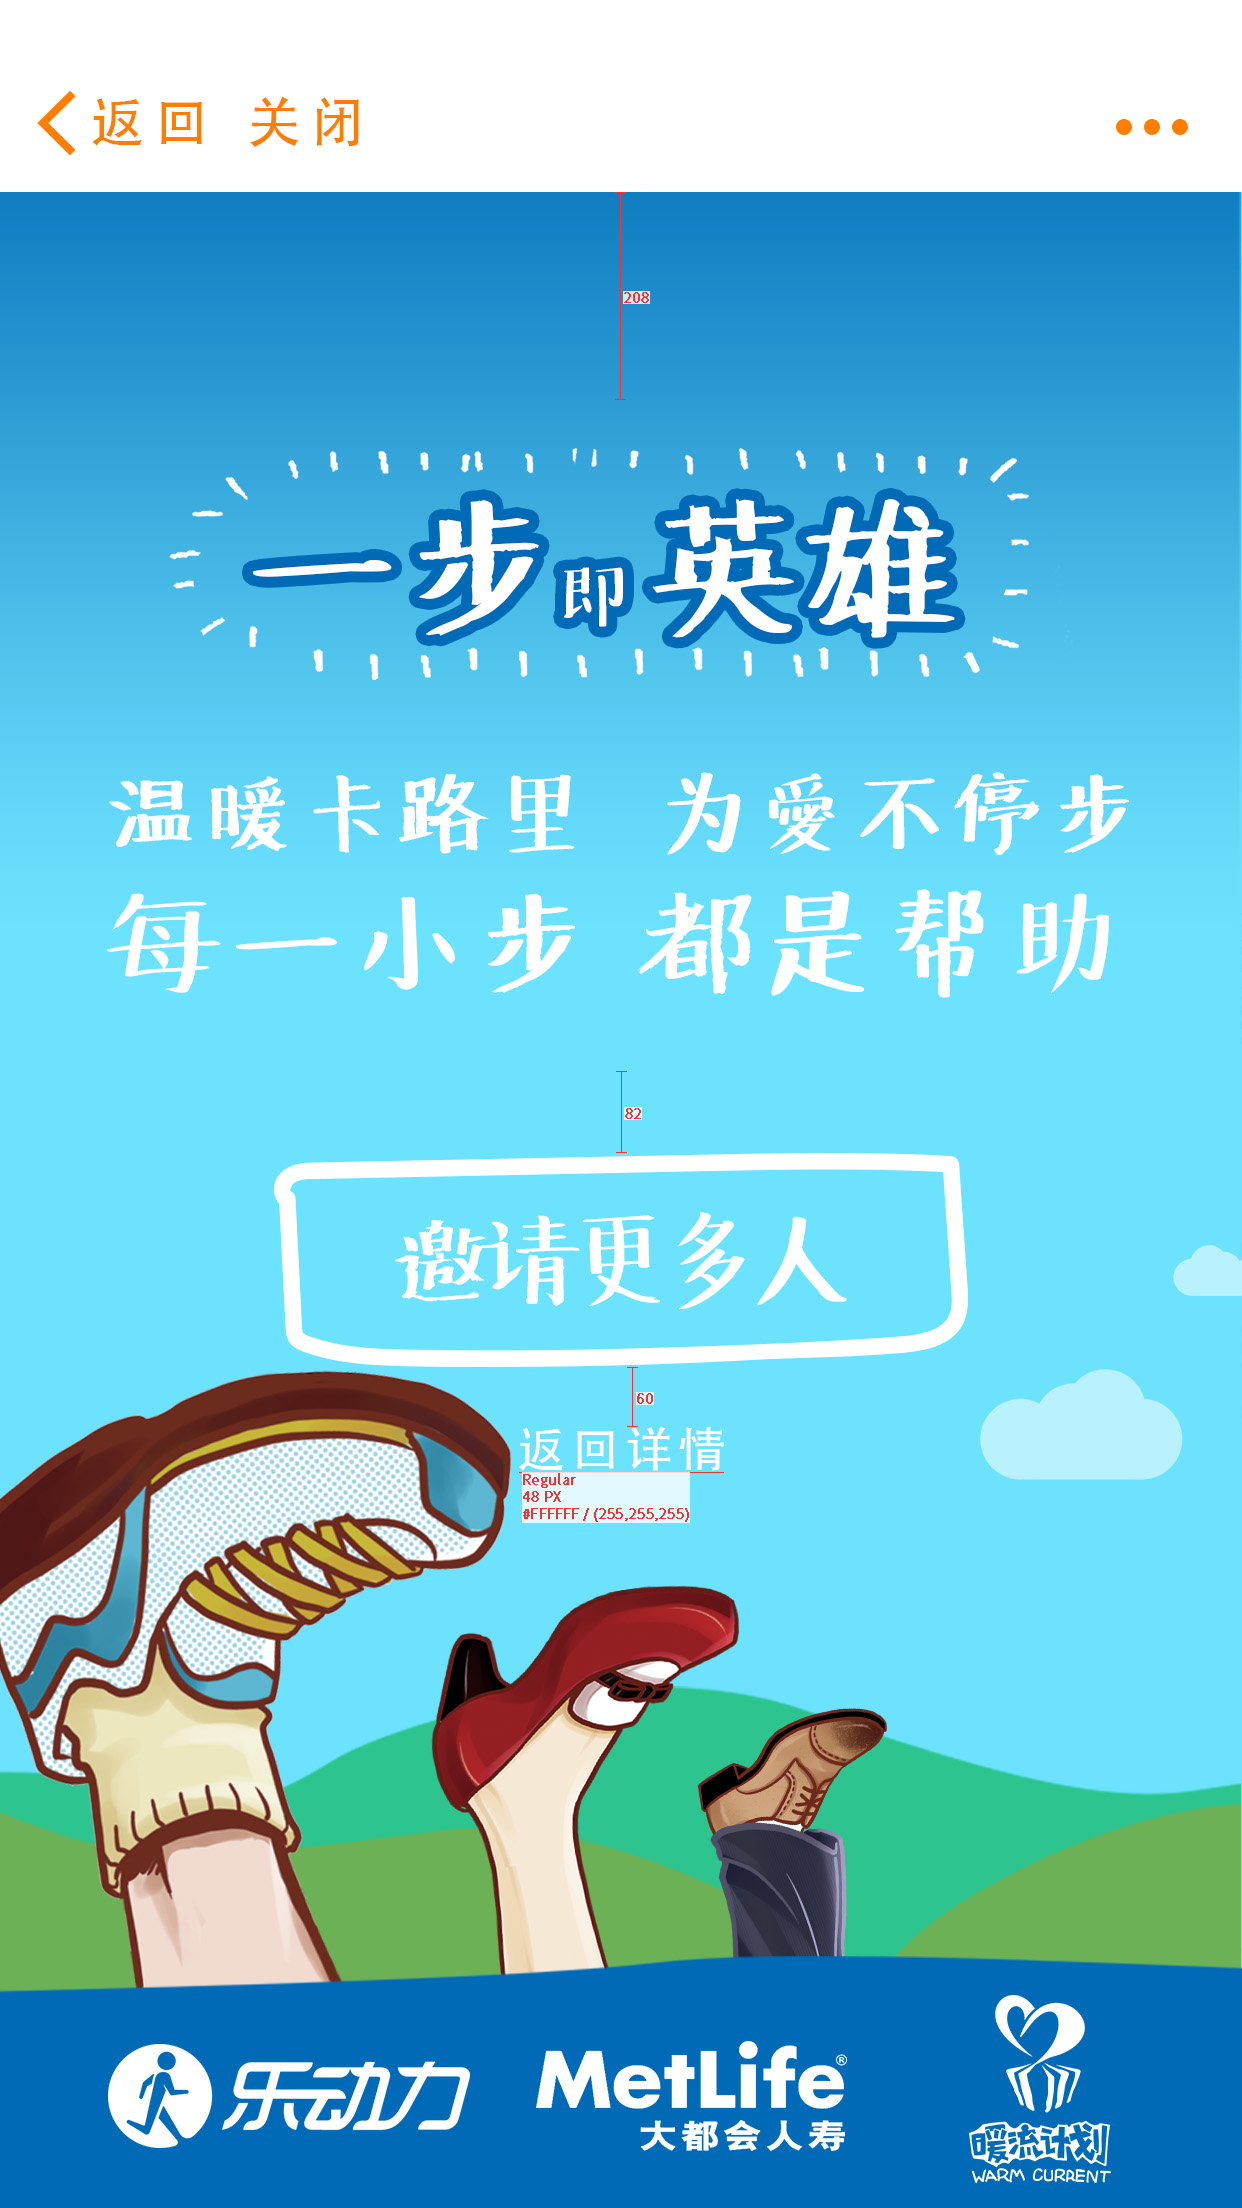 返回 关闭
208
一步即英雄
温暖卡路里 为愛不停步
每一小步 都是帮助
82
邀请更多人
60
返回详情
Regular
48 PX
#FFFFFF / (255,255,255)
乐动力
MetLife®
大都会人寿
暖流计划
WARM CURRENT